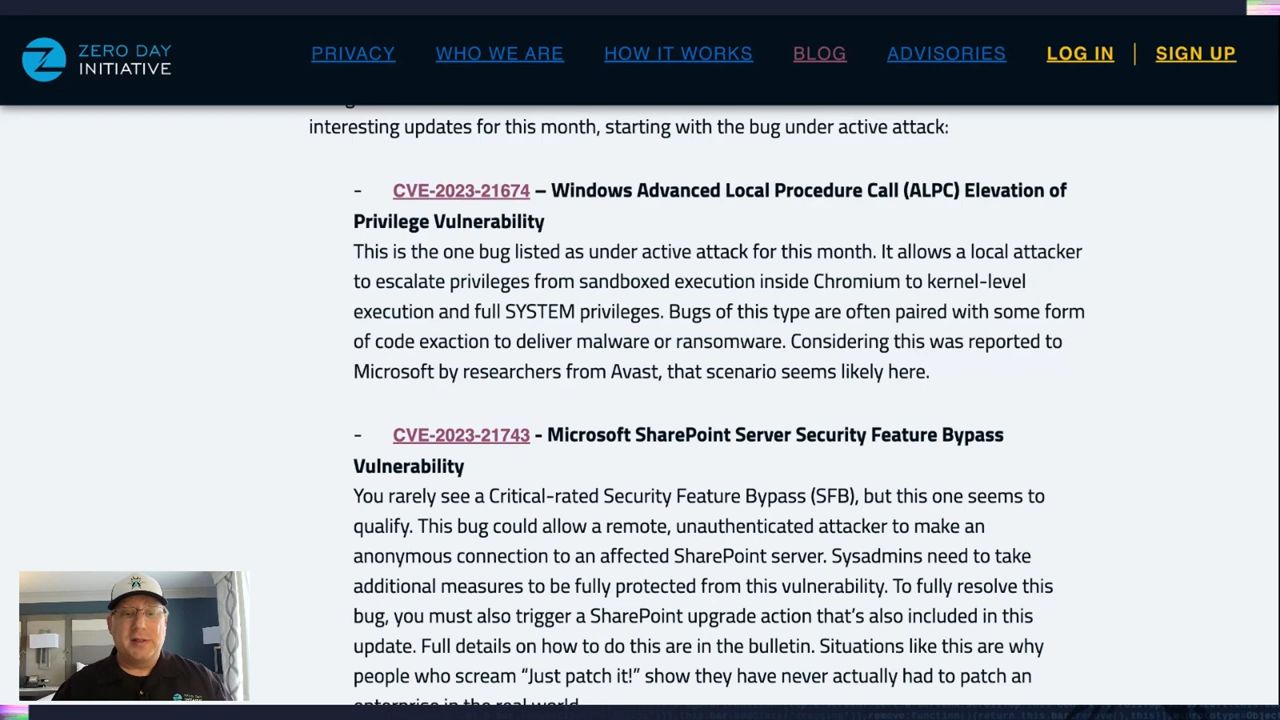 ZERO DAY
INITIATIVE
PRIVACY WHO WE ARE HOW IT WORKS BLOG ADVISORIES LOG IN | SIGN UP
interesting updates for this month, starting with the bug under active attack:
- CVE-2023-21674 – Windows Advanced Local Procedure Call (ALPC) Elevation of
Privilege Vulnerability
This is the one bug listed as under active attack for this month. It allows a local attacker
to escalate privileges from sandboxed execution inside Chromium to kernel-level
execution and full SYSTEM privileges. Bugs of this type are often paired with some form
of code exaction to deliver malware or ransomware. Considering this was reported to
Microsoft by researchers from Avast, that scenario seems likely here.
- CVE-2023-21743 - Microsoft SharePoint Server Security Feature Bypass
Vulnerability
You rarely see a Critical-rated Security Feature Bypass (SFB), but this one seems to
qualify. This bug could allow a remote, unauthenticated attacker to make an
anonymous connection to an affected SharePoint server. Sysadmins need to take
additional measures to be fully protected from this vulnerability. To fully resolve this
bug, you must also trigger a SharePoint upgrade action that’s also included in this
update. Full details on how to do this are in the bulletin. Situations like this are why
people who scream “Just patch it!” show they have never actually had to patch an
enterprise in the real world